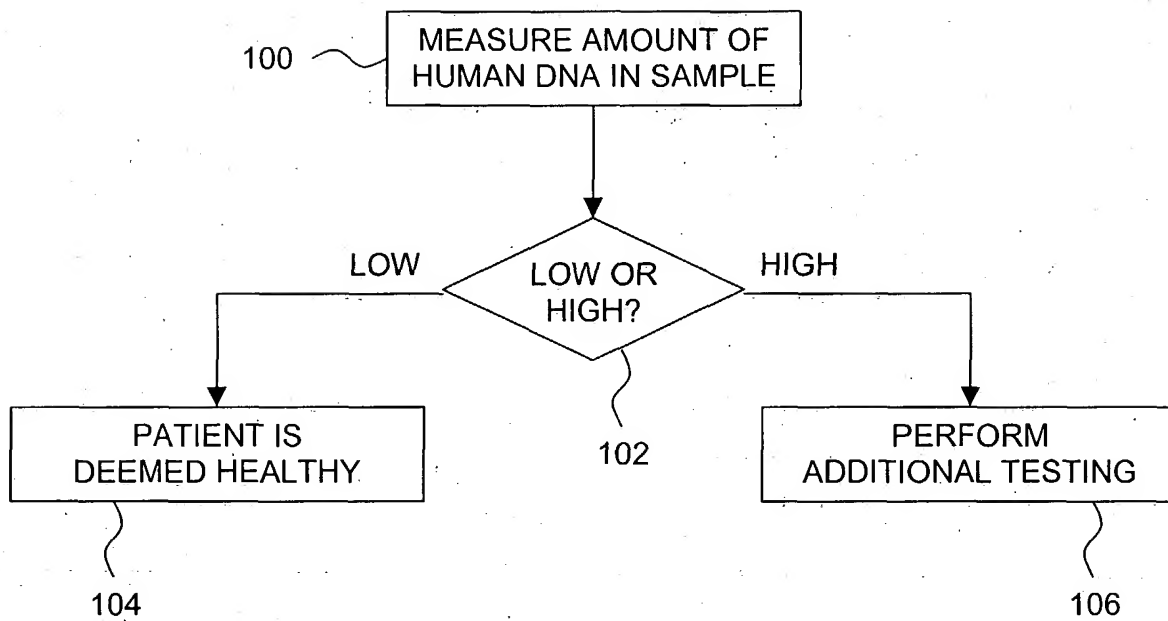 100
MEASURE AMOUNT OF
HUMAN DNA IN SAMPLE
LOW
LOW OR
HIGH?
HIGH
102
PATIENT IS
DEEMED HEALTHY
104
PERFORM
ADDITIONAL TESTING
106